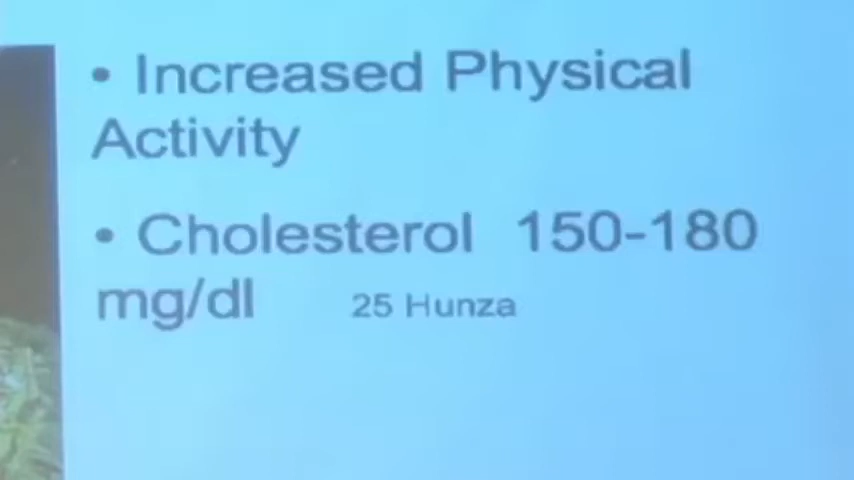 • Increased Physical
Activity
• Cholesterol 150-180
mg/dl 25 Hunza